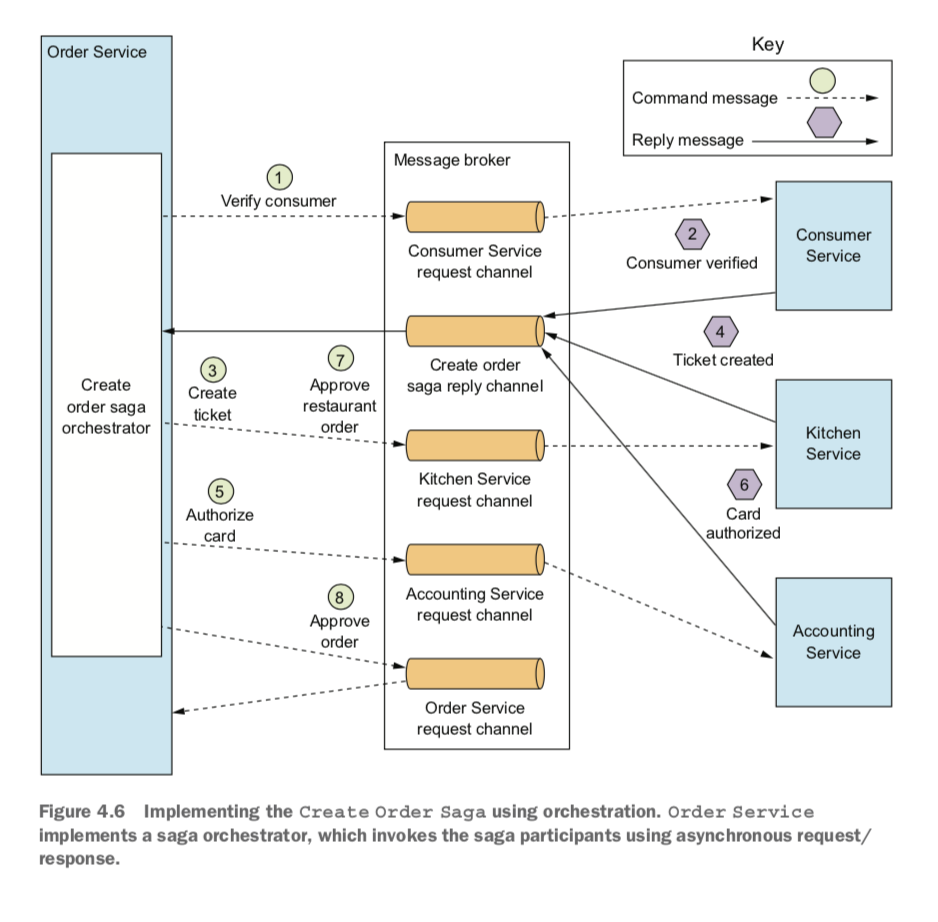 Order Service
Key
Command message
Reply message
Message broker
1
Verify consumer
Consumer Service
request channel
2
Consumer verified
Consumer
Service
Create order
saga reply channel
4
Ticket created
Create
order saga
orchestrator
3
Create
ticket
7
Approve
restaurant
order
Kitchen Service
request channel
Kitchen
Service
5
Authorize
card
6
Card
authorized
Accounting Service
request channel
8
Approve
order
Accounting
Service
Order Service
request channel
Figure 4.6 Implementing the Create Order Saga using orchestration. Order Service
implements a saga orchestrator, which invokes the saga participants using asynchronous request/
response.